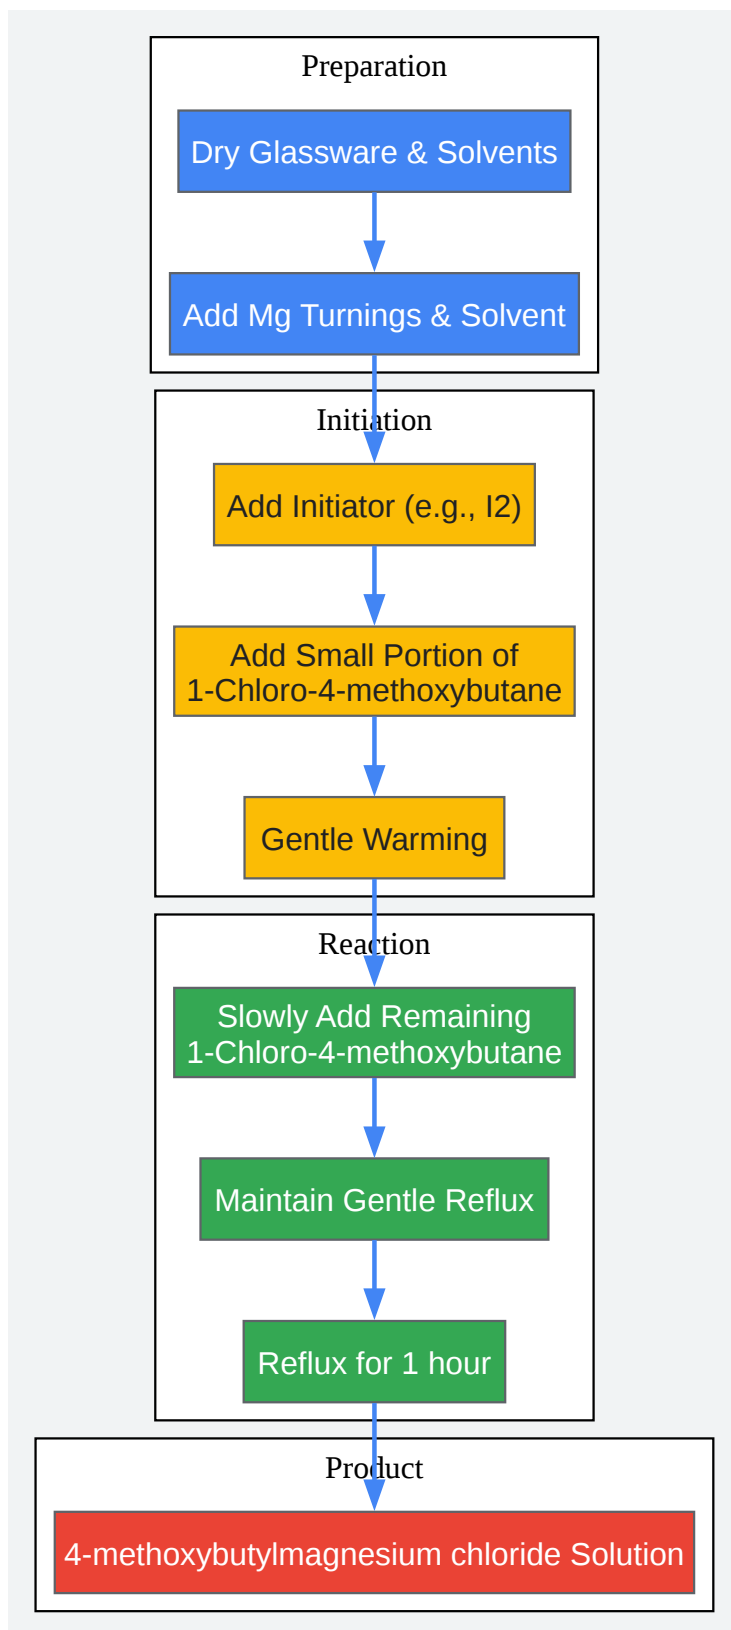 Preparation
Dry Glassware & Solvents
Add Mg Turnings & Solvent
Initiation
Add Initiator (e.g., I2)
Add Small Portion of
1-Chloro-4-methoxybutane
Gentle Warming
Reaction
Slowly Add Remaining
1-Chloro-4-methoxybutane
Maintain Gentle Reflux
Reflux for 1 hour
Product
4-methoxybutylmagnesium chloride Solution